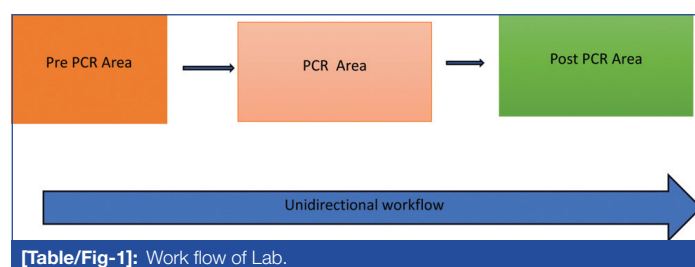 Pre PCR Area
PCR Area
Post PCR Area
Unidirectional workflow
[Table/Fig-1]: Work flow of Lab.